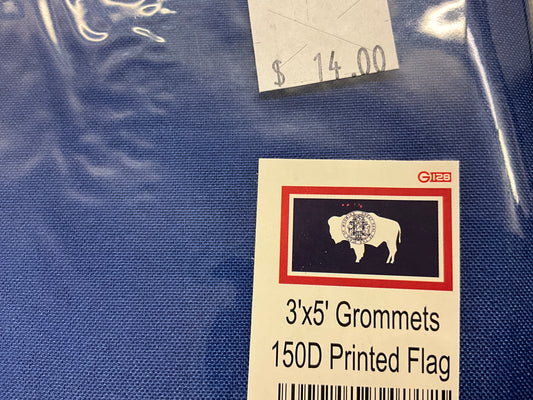 $ 14.00
G128
3'x5' Grommets
150D Printed Flag